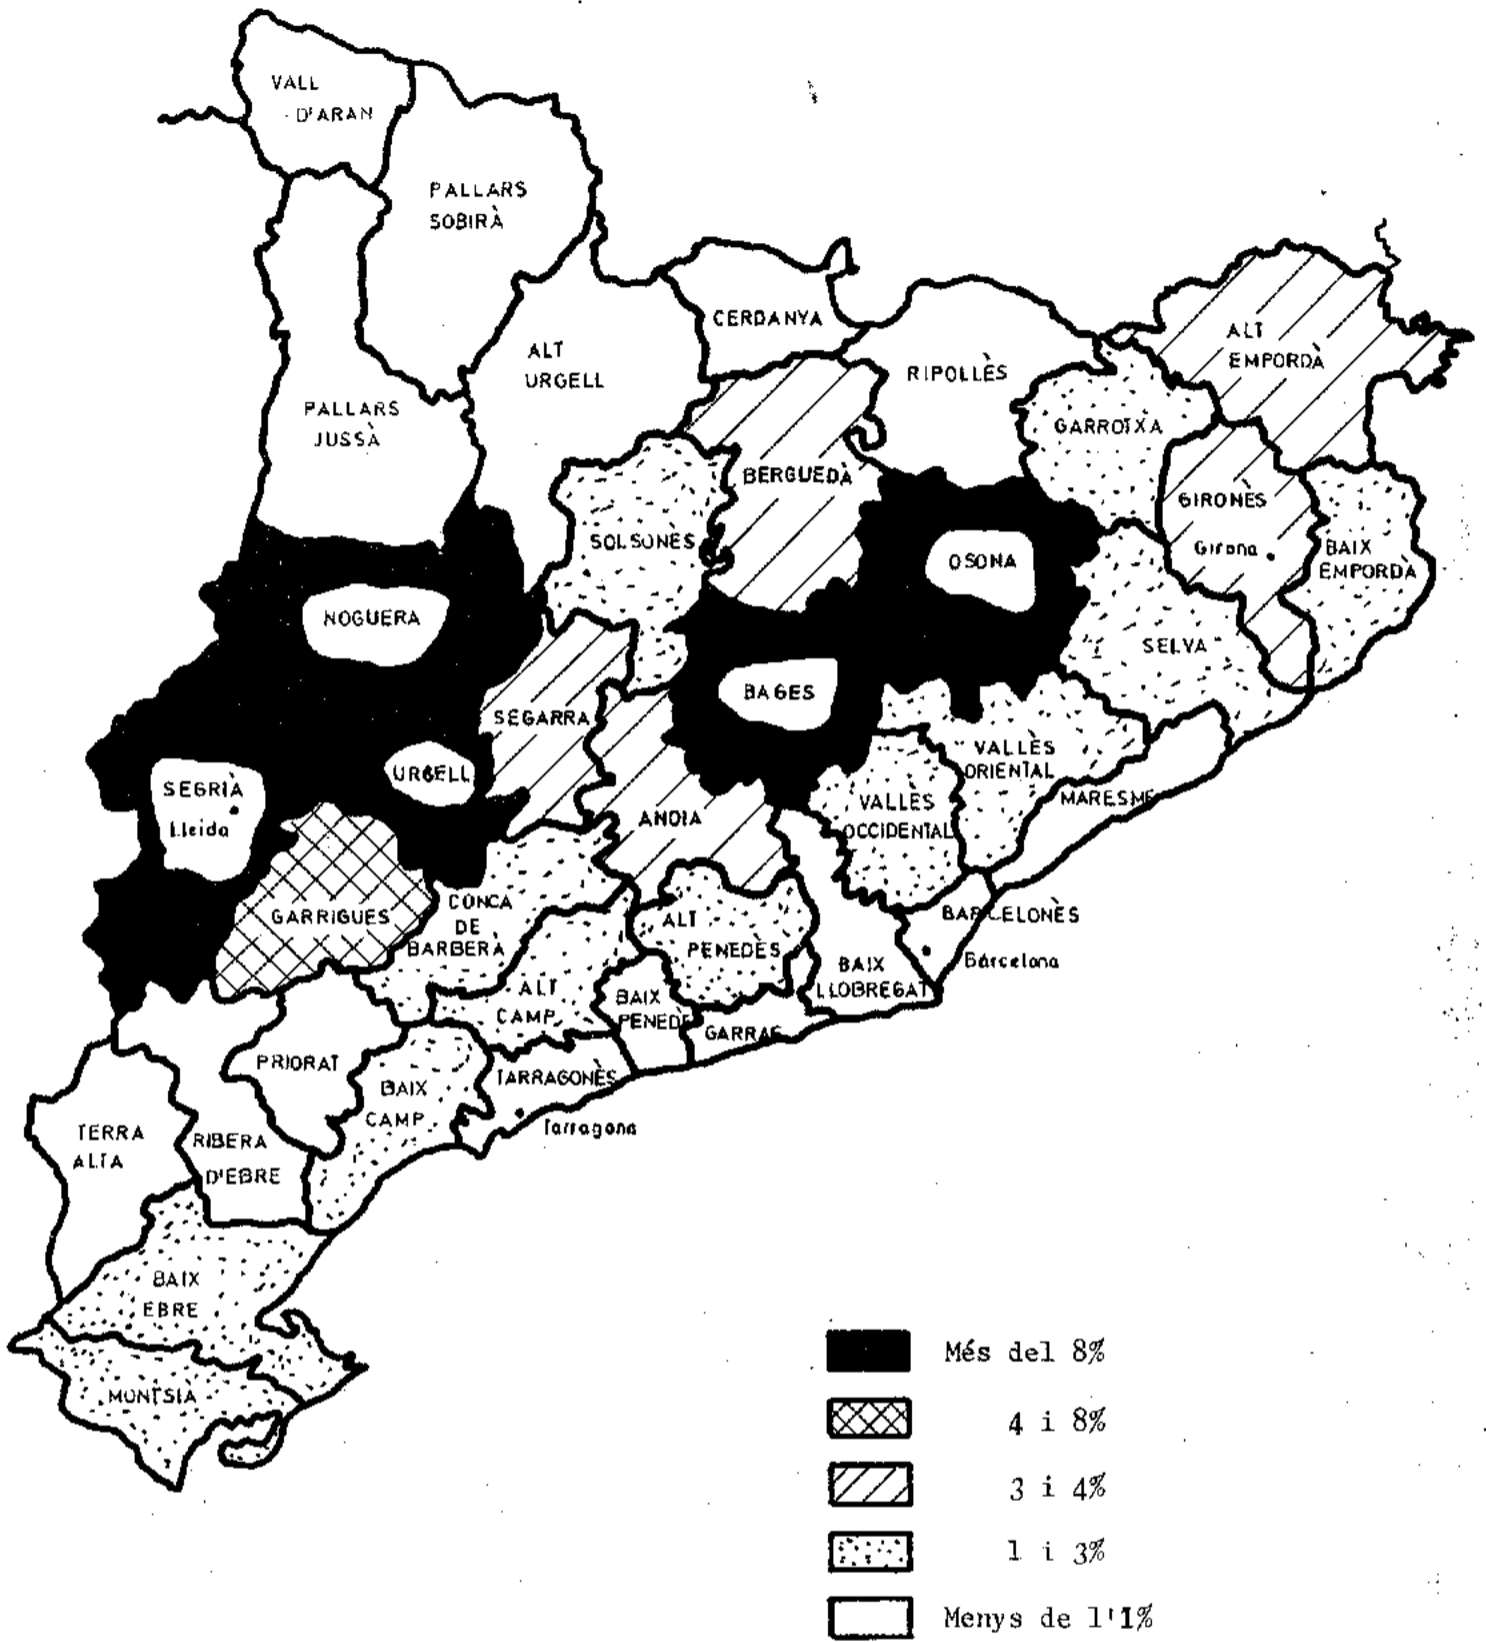 VALL
D'ARAN
PALLARS
SOBIRÀ
CERDANYA
ALT
URGELL
RIPOLLÈS
ALT
EMPORDÀ
PALLARS
JUSSÀ
GARROTXA
BERGUEDÀ
GIRONÈS
Girona
SOLSONES
OSONA
BAIX
EMPORDÀ
NOGUERA
SELVA
BAGES
SEGARRA
VALLÈS
ORIENTAL
URGELL
SEGRIÀ
Lleida
VALLÈS
OCCIDENTAL
MARESME
ANOIA
GARRIGUES
CONCA
DE
BARBERÀ
ALT
PENEDÈS
BARCELONÈS
Barcelona
BAIX
LLOBREGAT
ALT
CAMP
BAIX
PENEDÈ
GARRAF
PRIORAT
BAIX
CAMP
TARRAGONÈS
Tarragona
TERRA
ALTA
RIBERA
D'EBRE
BAIX
EBRE
MONTSIÀ
Més del 8%
4 i 8%
3 i 4%
1 i 3%
Menys de l'1%